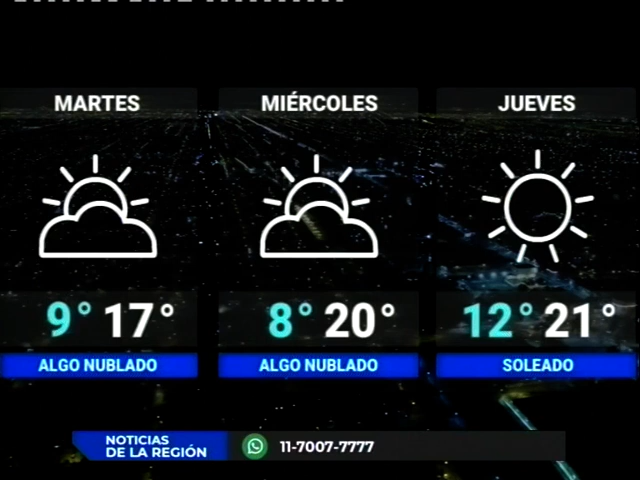 MARTES
MIÉRCOLES
JUEVES
9° 17°
8° 20°
12° 21°
ALGO NUBLADO
ALGO NUBLADO
SOLEADO
NOTICIAS
DE LA REGIÓN
11-7007-7777